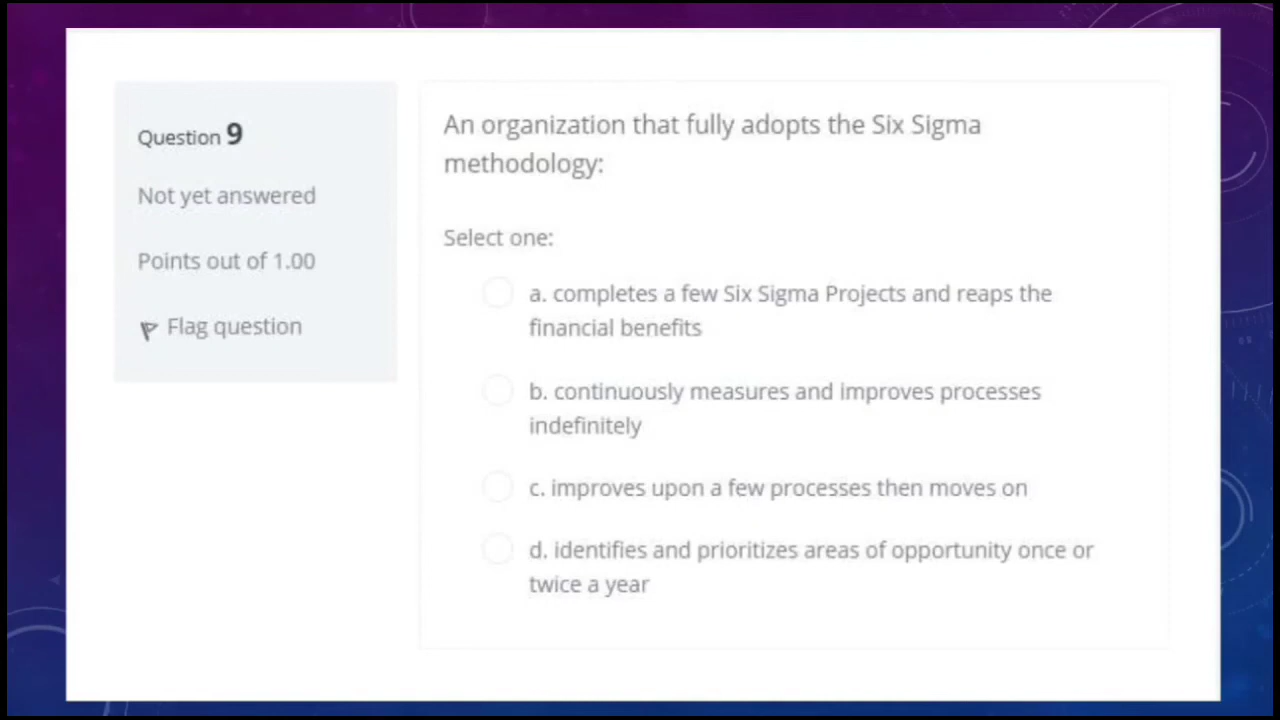 Question 9
Not yet answered
Points out of 1.00
Flag question
An organization that fully adopts the Six Sigma
methodology:
Select one:
a. completes a few Six Sigma Projects and reaps the
financial benefits
b. continuously measures and improves processes
indefinitely
c. improves upon a few processes then moves on
d. identifies and prioritizes areas of opportunity once or
twice a year